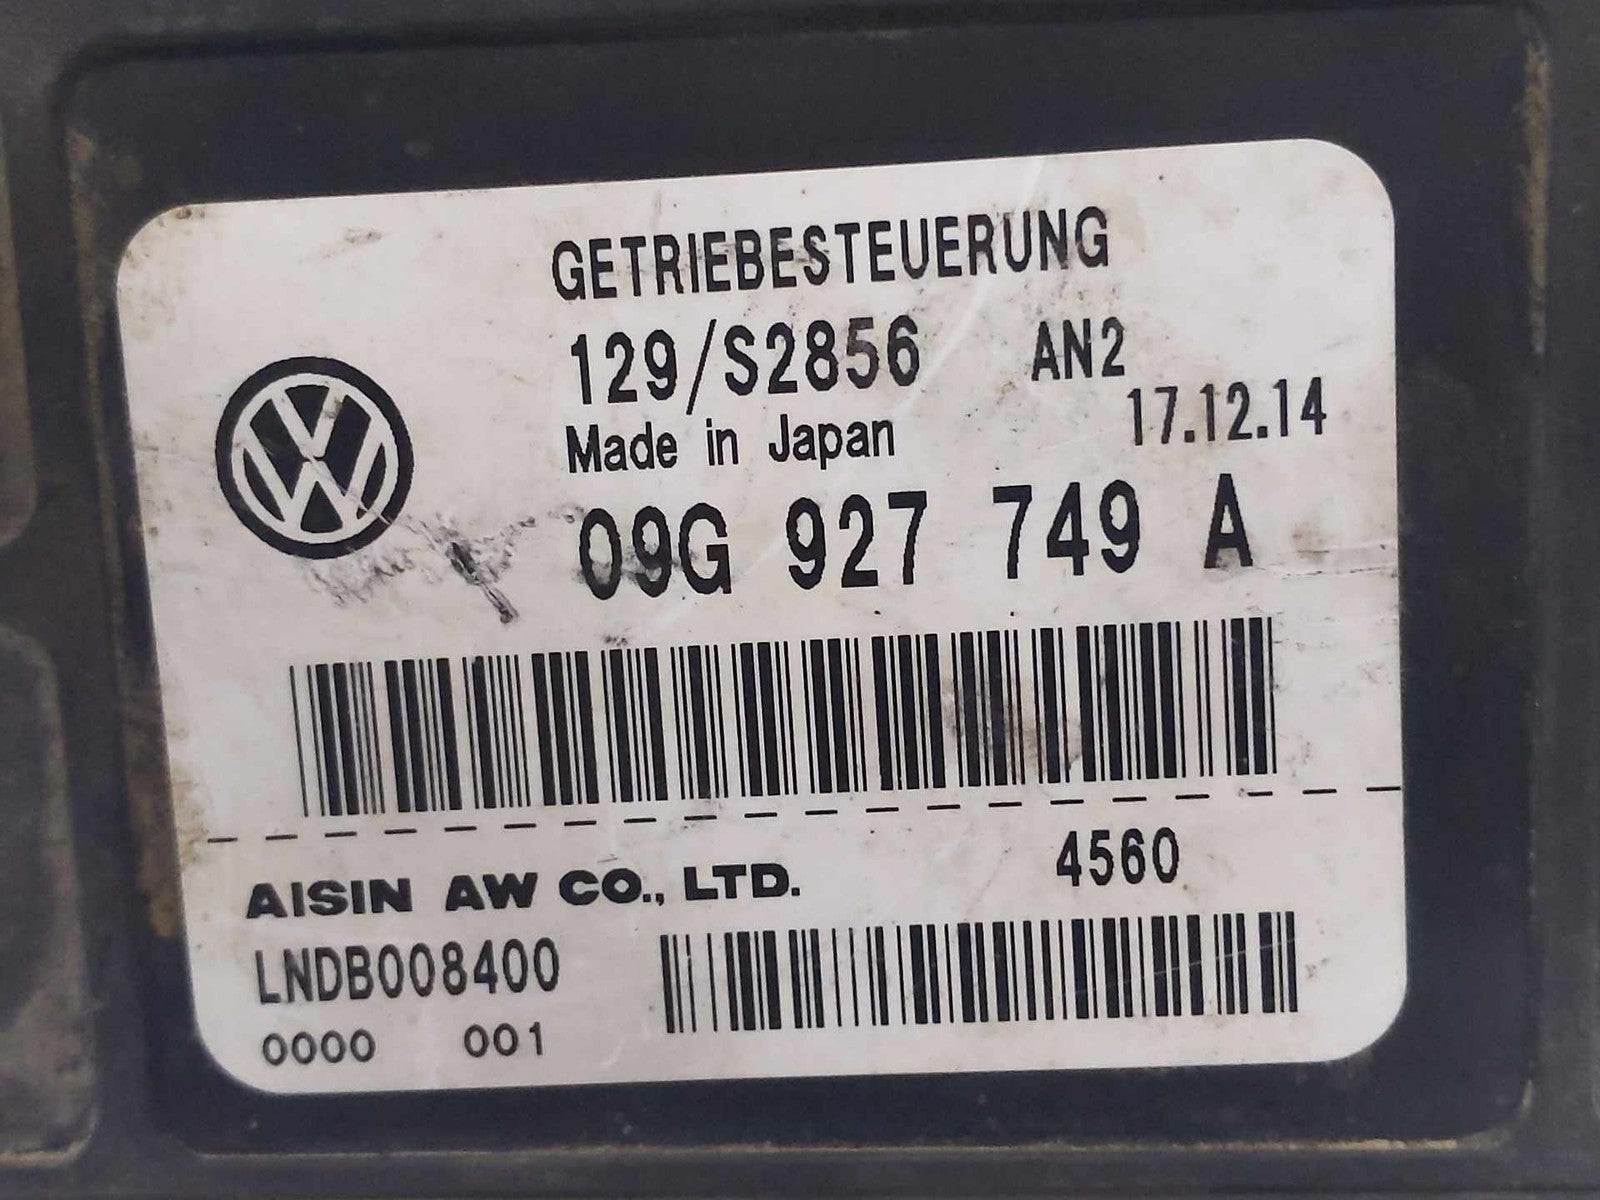 GETRIEBESTEUERUNG
129/S2856 AN2
Made in Japan 17.12.14
09G 927 749 A
AISIN AW CO., LTD. 4560
LNDB008400
0000 001